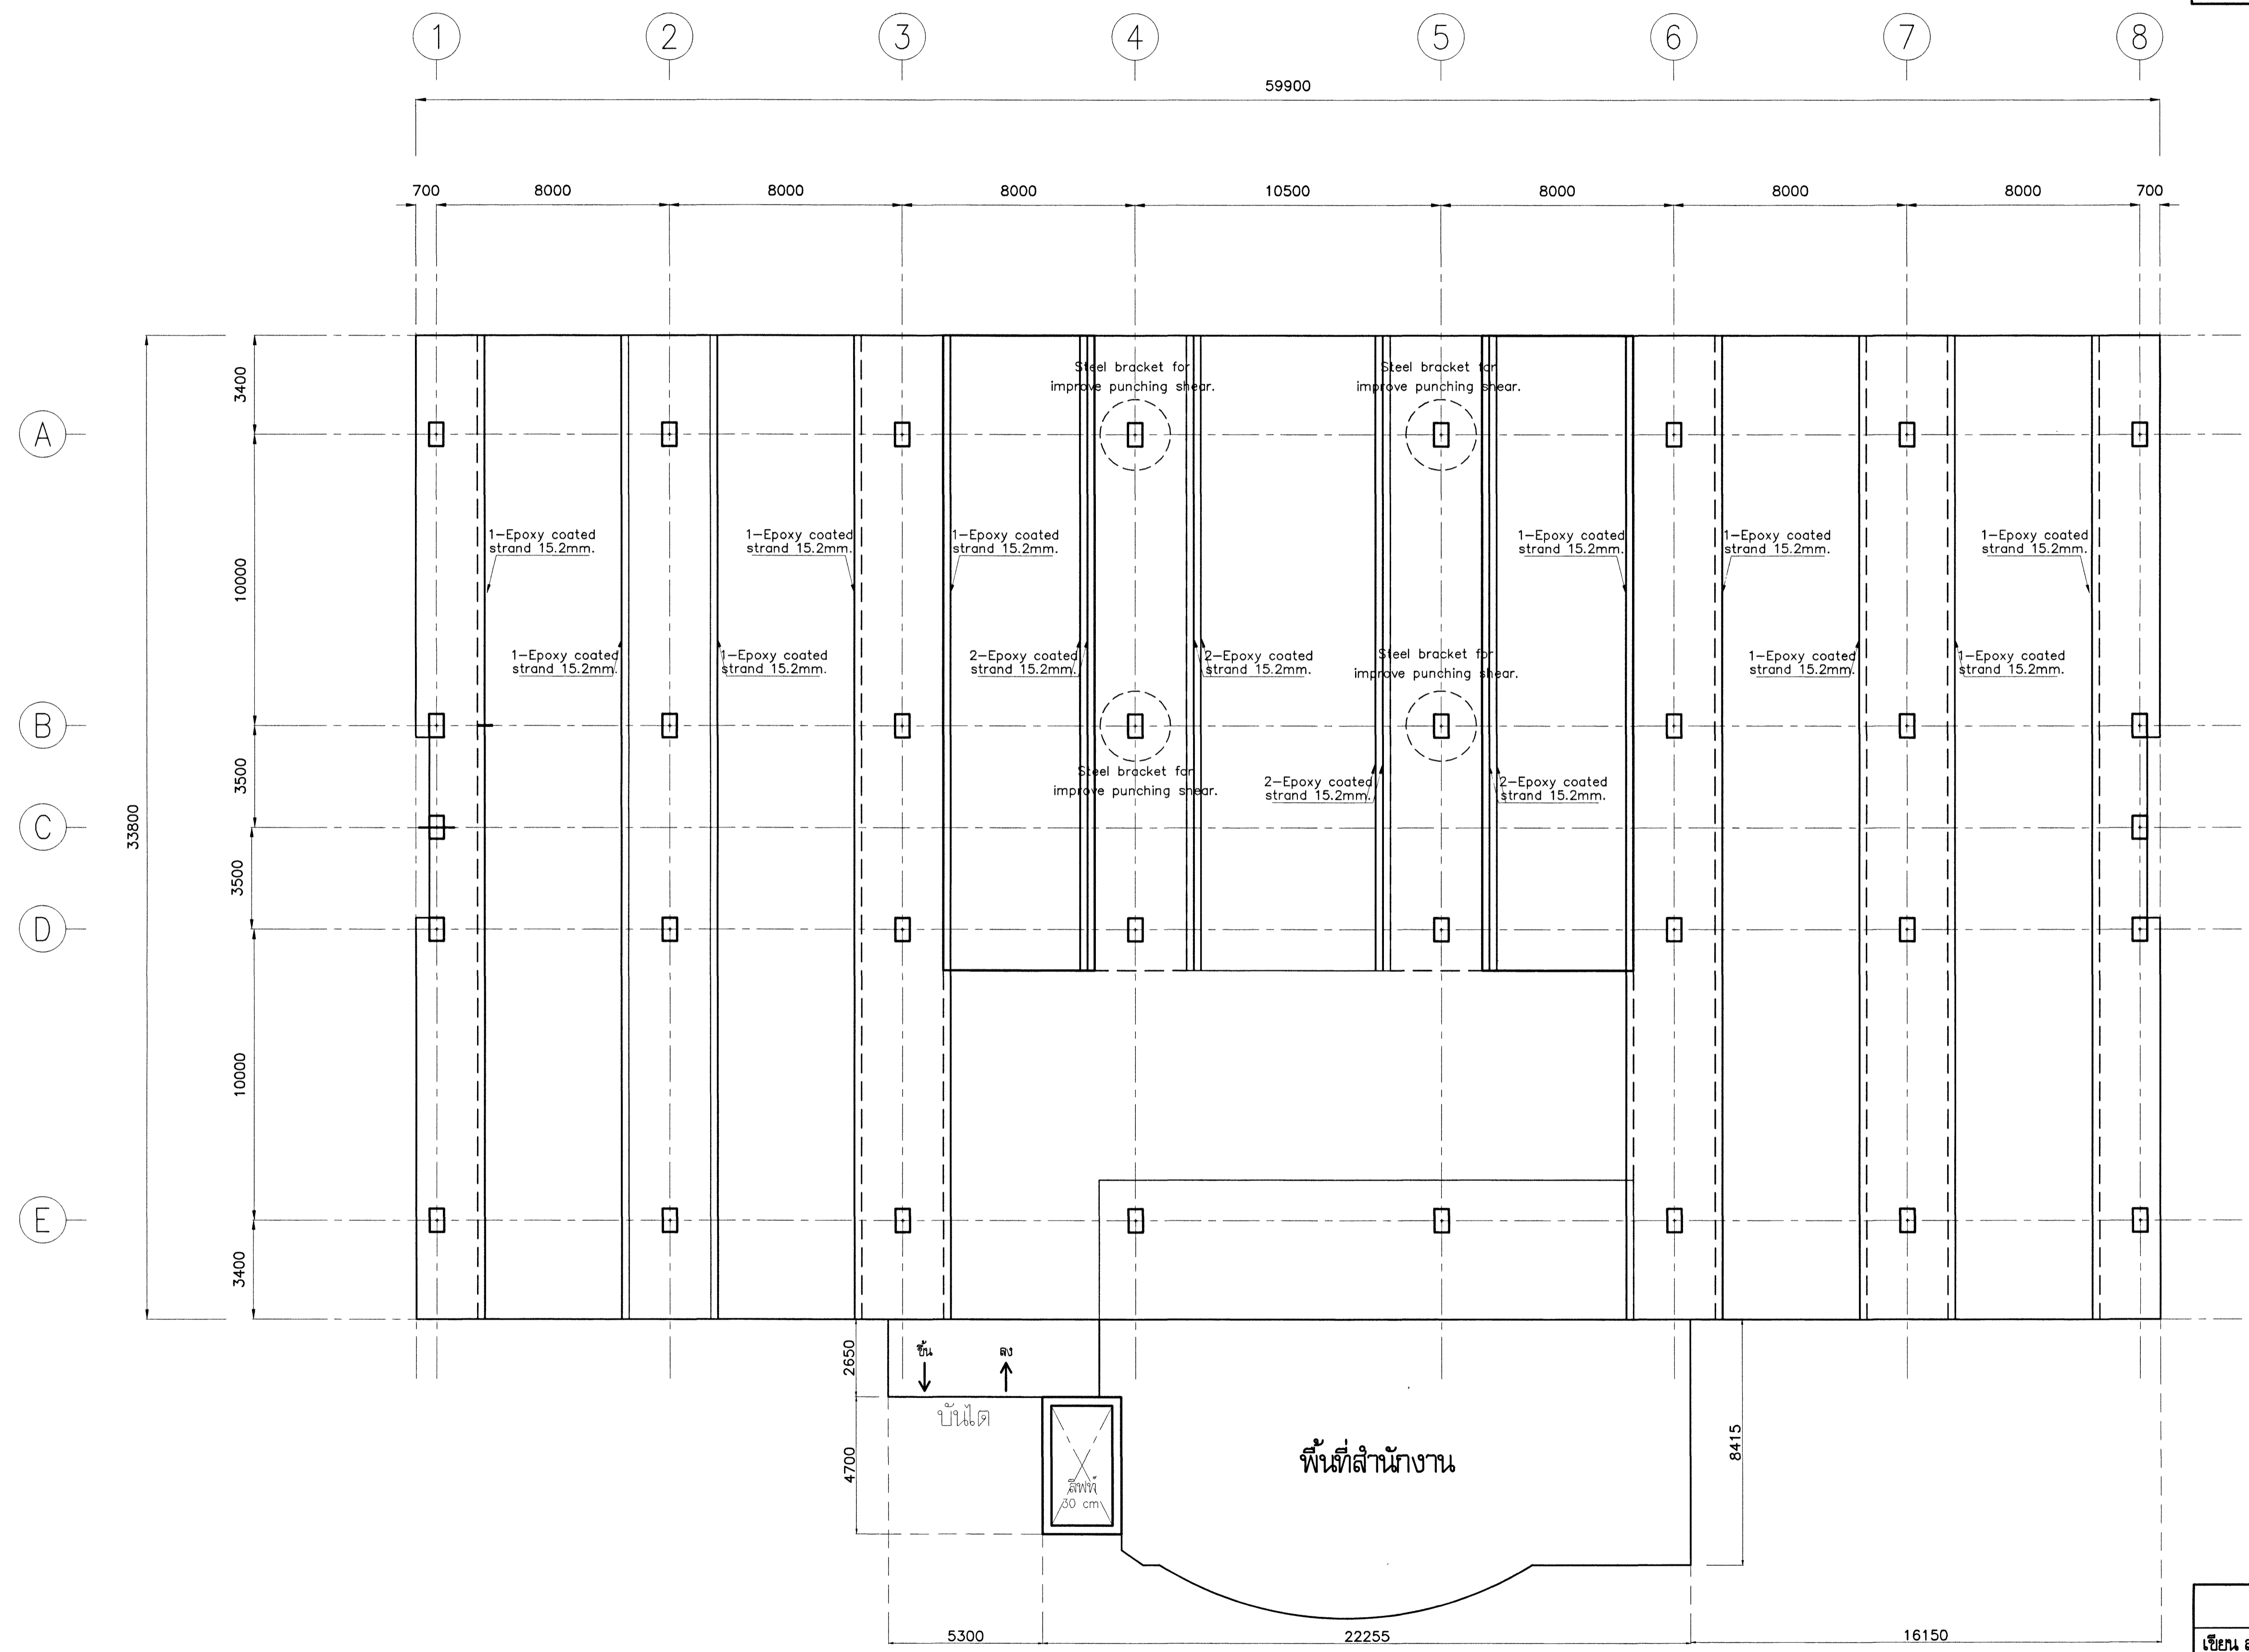 1 2 3 4 5 6 7 8
59900
700 8000 8000 8000 10500 8000 8000 8000 700
3400
Steel bracket for
improve punching shear.
Steel bracket for
improve punching shear.
A
10000
1-Epoxy coated
strand 15.2mm.
1-Epoxy coated
strand 15.2mm.
1-Epoxy coated
strand 15.2mm.
1-Epoxy coated
strand 15.2mm.
1-Epoxy coated
strand 15.2mm.
1-Epoxy coated
strand 15.2mm.
1-Epoxy coated
strand 15.2mm.
1-Epoxy coated
strand 15.2mm.
2-Epoxy coated
strand 15.2mm.
2-Epoxy coated
strand 15.2mm.
Steel bracket for
improve punching shear.
1-Epoxy coated
strand 15.2mm.
1-Epoxy coated
strand 15.2mm.
B
3500
Steel bracket for
improve punching shear.
2-Epoxy coated
strand 15.2mm.
2-Epoxy coated
strand 15.2mm.
33800
C
3500
D
10000
E
3400
2650
ขึ้น ลง
บันได
4700
ลิฟท์
30 cm
พื้นที่สำนักงาน
8415
5300 22255 16150
เขียน